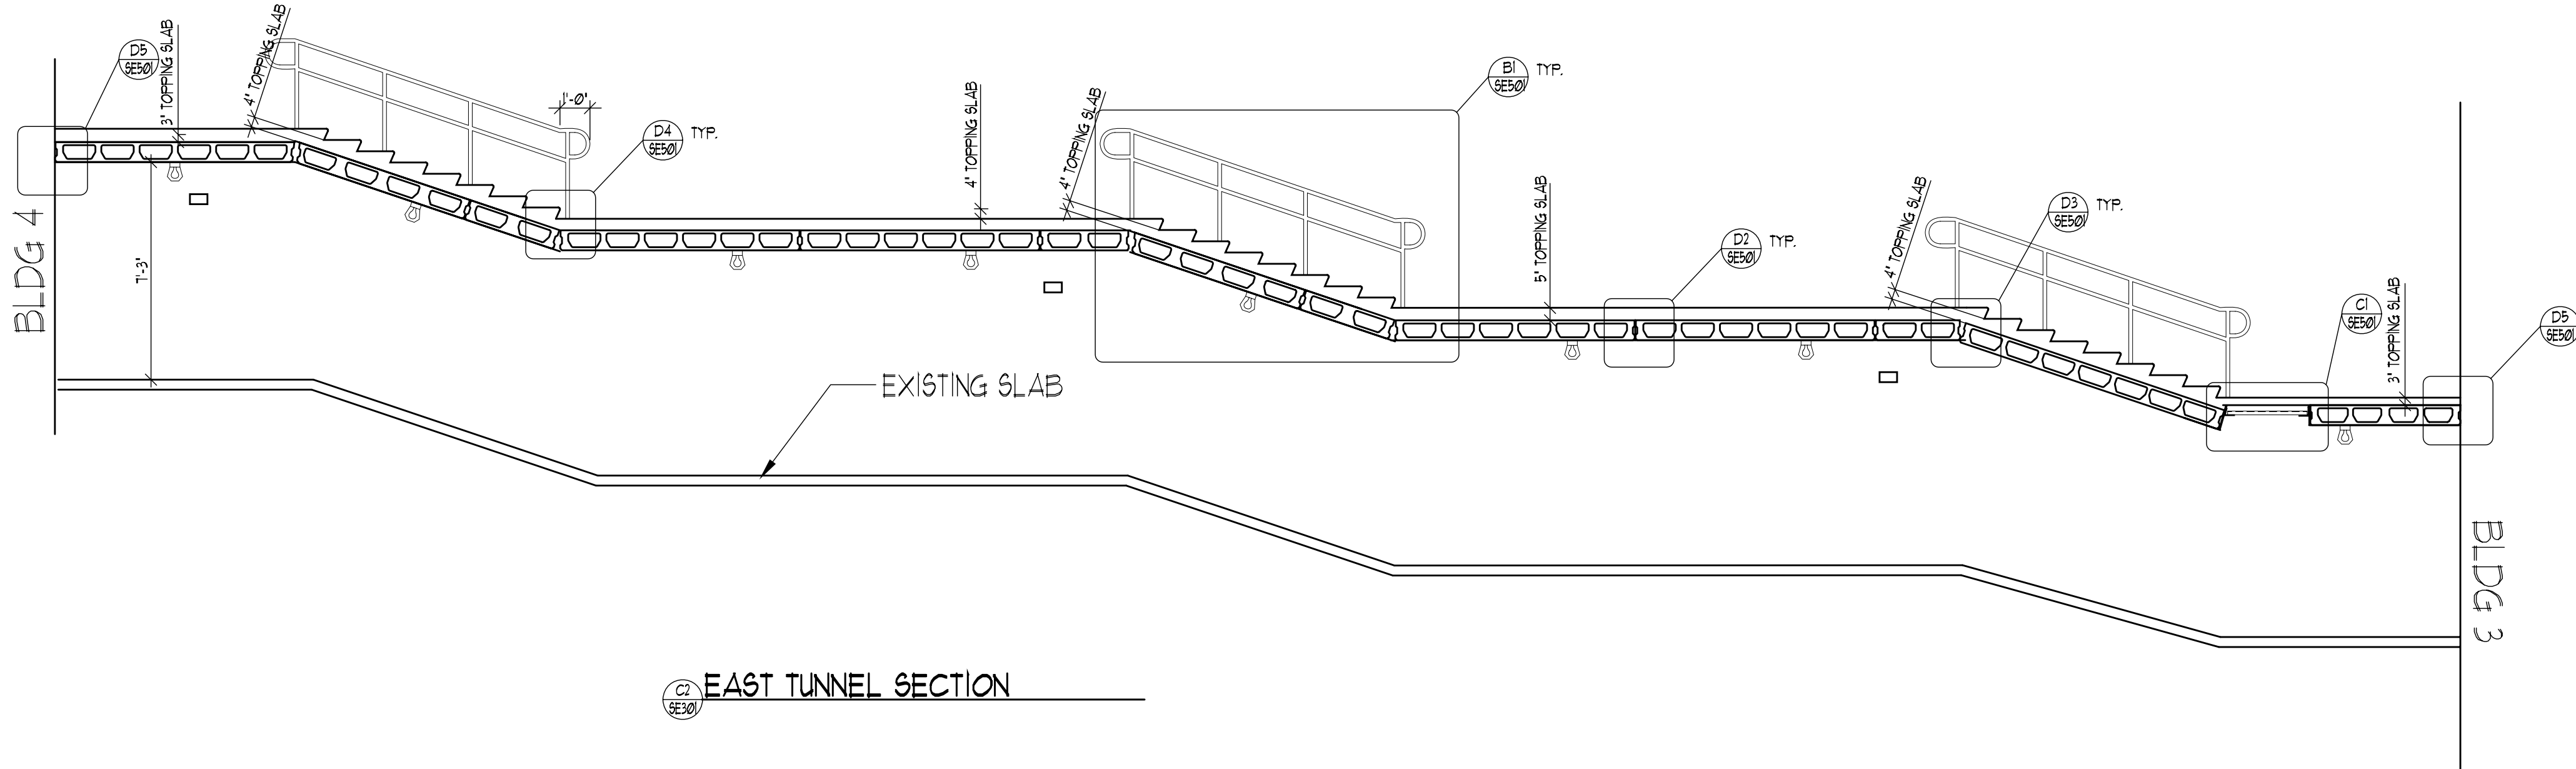 D5
SE501
3' TOPPING SLAB
4' TOPPING SLAB
1'-0'
D4
SE501
TYP.
4' TOPPING SLAB
4' TOPPING SLAB
B1
SE501
TYP.
5' TOPPING SLAB
D2
SE501
TYP.
4' TOPPING SLAB
D3
SE501
TYP.
C1
SE501
3' TOPPING SLAB
D5
SE501
BLDG 4
7'-3'
EXISTING SLAB
BLDG 3
C2
SE301
EAST TUNNEL SECTION